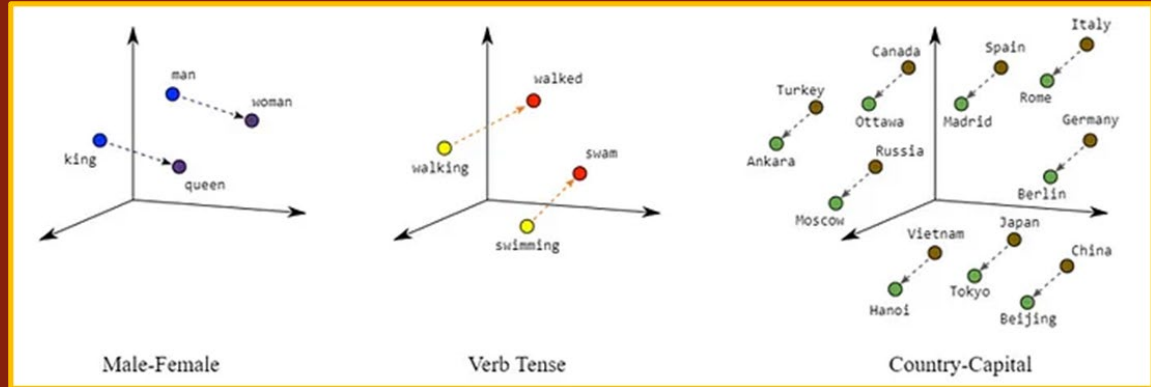 man
woman
king
queen
Male-Female
walked
walking
swam
swimming
Verb Tense
Italy
Spain
Canada
Rome
Turkey
Ottawa
Madrid
Germany
Ankara
Russia
Berlin
Moscow
Japan
Vietnam
China
Tokyo
Hanoi
Beijing
Country-Capital